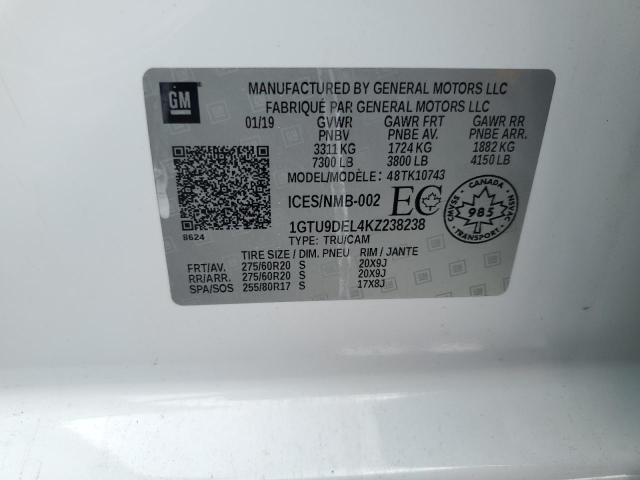 GM
MANUFACTURED BY GENERAL MOTORS LLC
FABRIQUÉ PAR GENERAL MOTORS LLC
01/19 GVWR GAWR FRT GAWR RR
PNBV PNBE AV. PNBE ARR.
3311 KG 1724 KG 1882 KG
7300 LB 3800 LB 4150 LB
MODEL/MODÈLE: 48TK10743
ICES/NMB-002 EC
CANADA
CMVSS 985 NSVAC
TRANSPORT
8624
1GTU9DEL4KZ238238
TYPE: TRU/CAM
TIRE SIZE / DIM. PNEU RIM / JANTE
FRT/AV. 275/60R20 S 20X9J
RR/ARR. 275/60R20 S 20X9J
SPA/SOS 255/80R17 S 17X8J